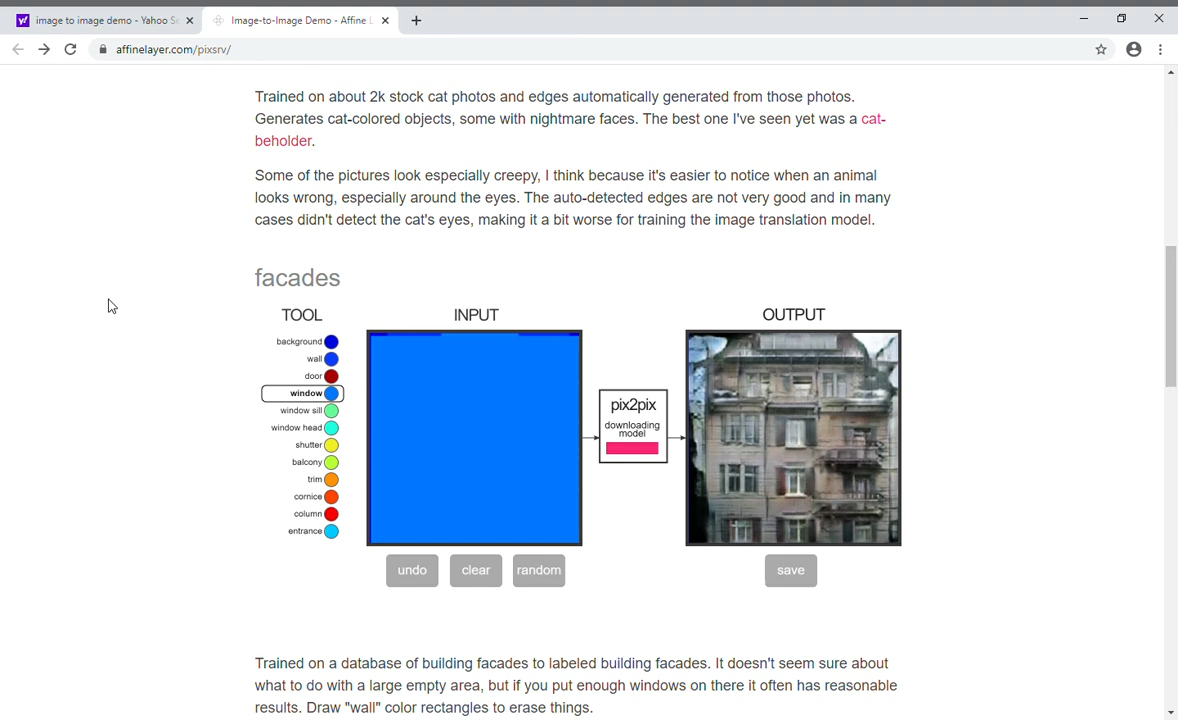 image to image demo - Yahoo Se
Image-to-Image Demo - Affine L
affinelayer.com/pixsrv/
Trained on about 2k stock cat photos and edges automatically generated from those photos.
Generates cat-colored objects, some with nightmare faces. The best one I've seen yet was a cat-
beholder.
Some of the pictures look especially creepy, I think because it's easier to notice when an animal
looks wrong, especially around the eyes. The auto-detected edges are not very good and in many
cases didn't detect the cat's eyes, making it a bit worse for training the image translation model.
facades
TOOL
INPUT
OUTPUT
background
wall
door
window
window sill
window head
shutter
balcony
trim
cornice
column
entrance
pix2pix
downloading
model
undo
clear
random
save
Trained on a database of building facades to labeled building facades. It doesn't seem sure about
what to do with a large empty area, but if you put enough windows on there it often has reasonable
results. Draw "wall" color rectangles to erase things.